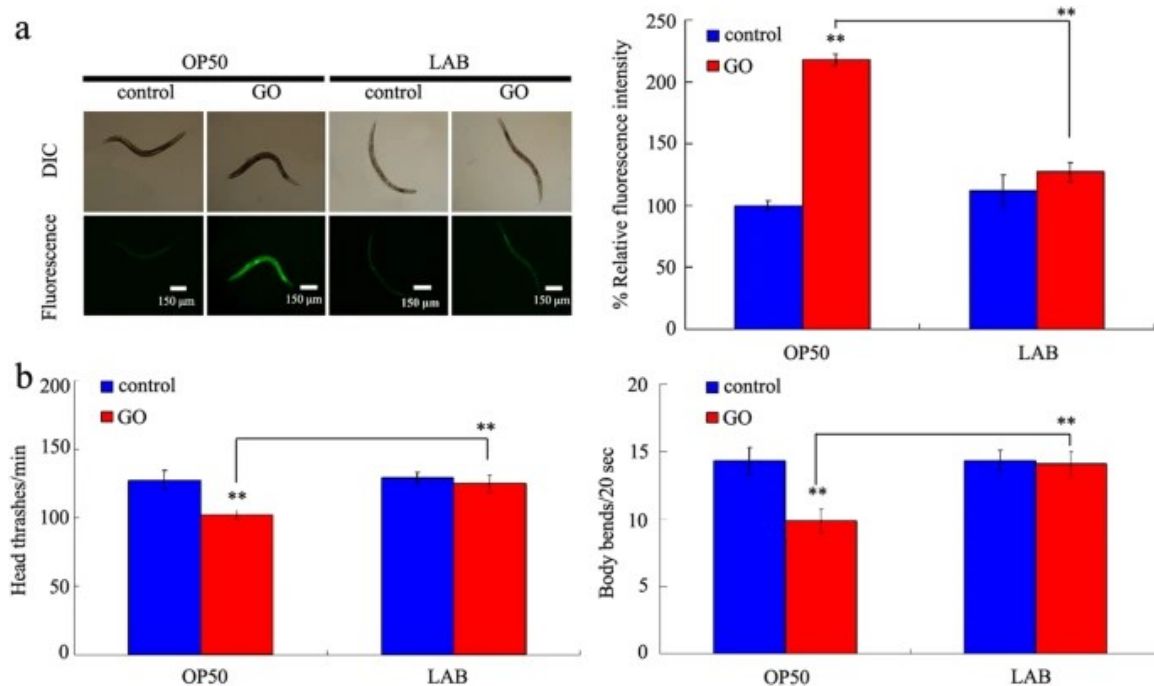 a
OP50 LAB
control GO control GO
DIC
Fluorescence
150 μm 150 μm 150 μm 150 μm
% Relative fluorescence intensity
250
200
150
100
50
0
control
GO
**
**
OP50 LAB
b
Head thrashes/min
200
150
100
50
0
control
GO
**
**
OP50 LAB
Body bends/20 sec
20
15
10
5
0
control
GO
**
**
OP50 LAB